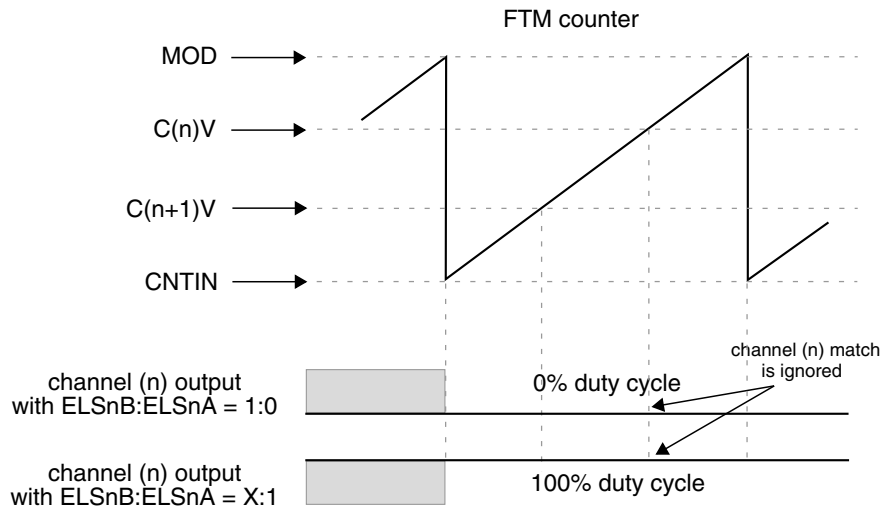 FTM counter
MOD
C(n)V
C(n+1)V
CNTIN
channel (n) match
is ignored
channel (n) output
with ELSnB:ELSnA = 1:0
0% duty cycle
channel (n) output
with ELSnB:ELSnA = X:1
100% duty cycle